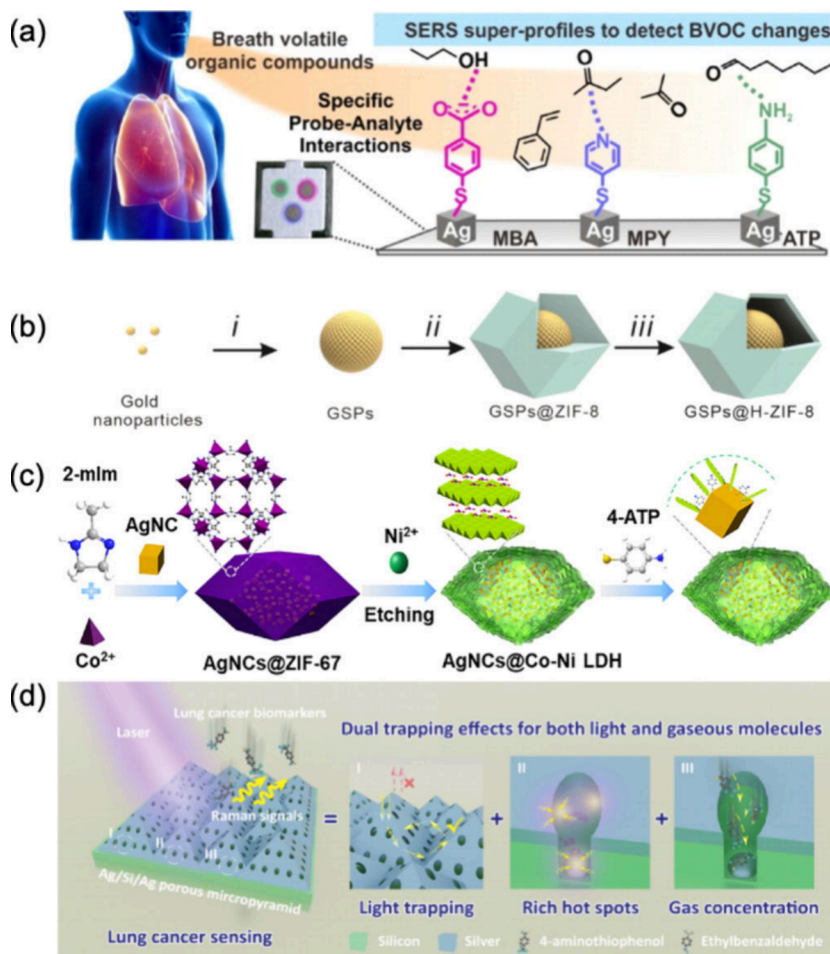 (a)
SERS super-profiles to detect BVOC changes
Breath volatile
organic compounds
Specific
Probe-Analyte
Interactions
OH
O
O
O
O
O
N
NH₂
S
S
S
Ag
MBA
Ag
MPY
Ag
ATP
(b)
i
ii
iii
Gold
nanoparticles
GSPs
GSPs@ZIF-8
GSPs@H-ZIF-8
(c)
2-mIm
AgNC
Co²⁺
AgNCs@ZIF-67
Ni²⁺
Etching
AgNCs@Co-Ni LDH
4-ATP
(d)
Lung cancer biomarkers
Laser
Raman signals
I
II
III
Ag/Si/Ag porous mircropyramid
Lung cancer sensing
Dual trapping effects for both light and gaseous molecules
=
I
Light trapping
+
II
Rich hot spots
+
III
Gas concentration
Silicon
Silver
4-aminothiophenol
Ethylbenzaldehyde